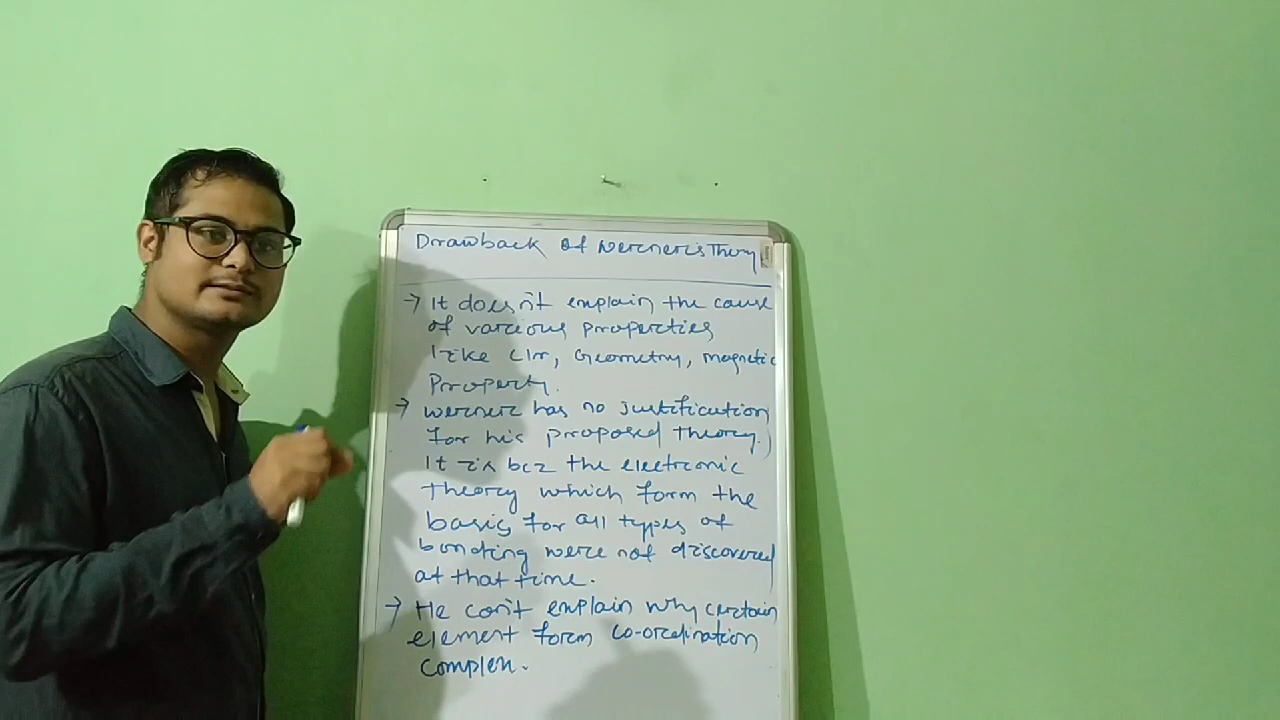 Drawback of Werner's Theory
→ It doesn't explain the cause
of various properties
like clr, Geometry, magnetic
Property.
→ Werner has no justification
for his proposed theory.
It is bcz the electronic
theory which form the
basis for all types of
bonding were not discovered
at that time.
→ He con't explain why certain
element form co-ordination
complex.